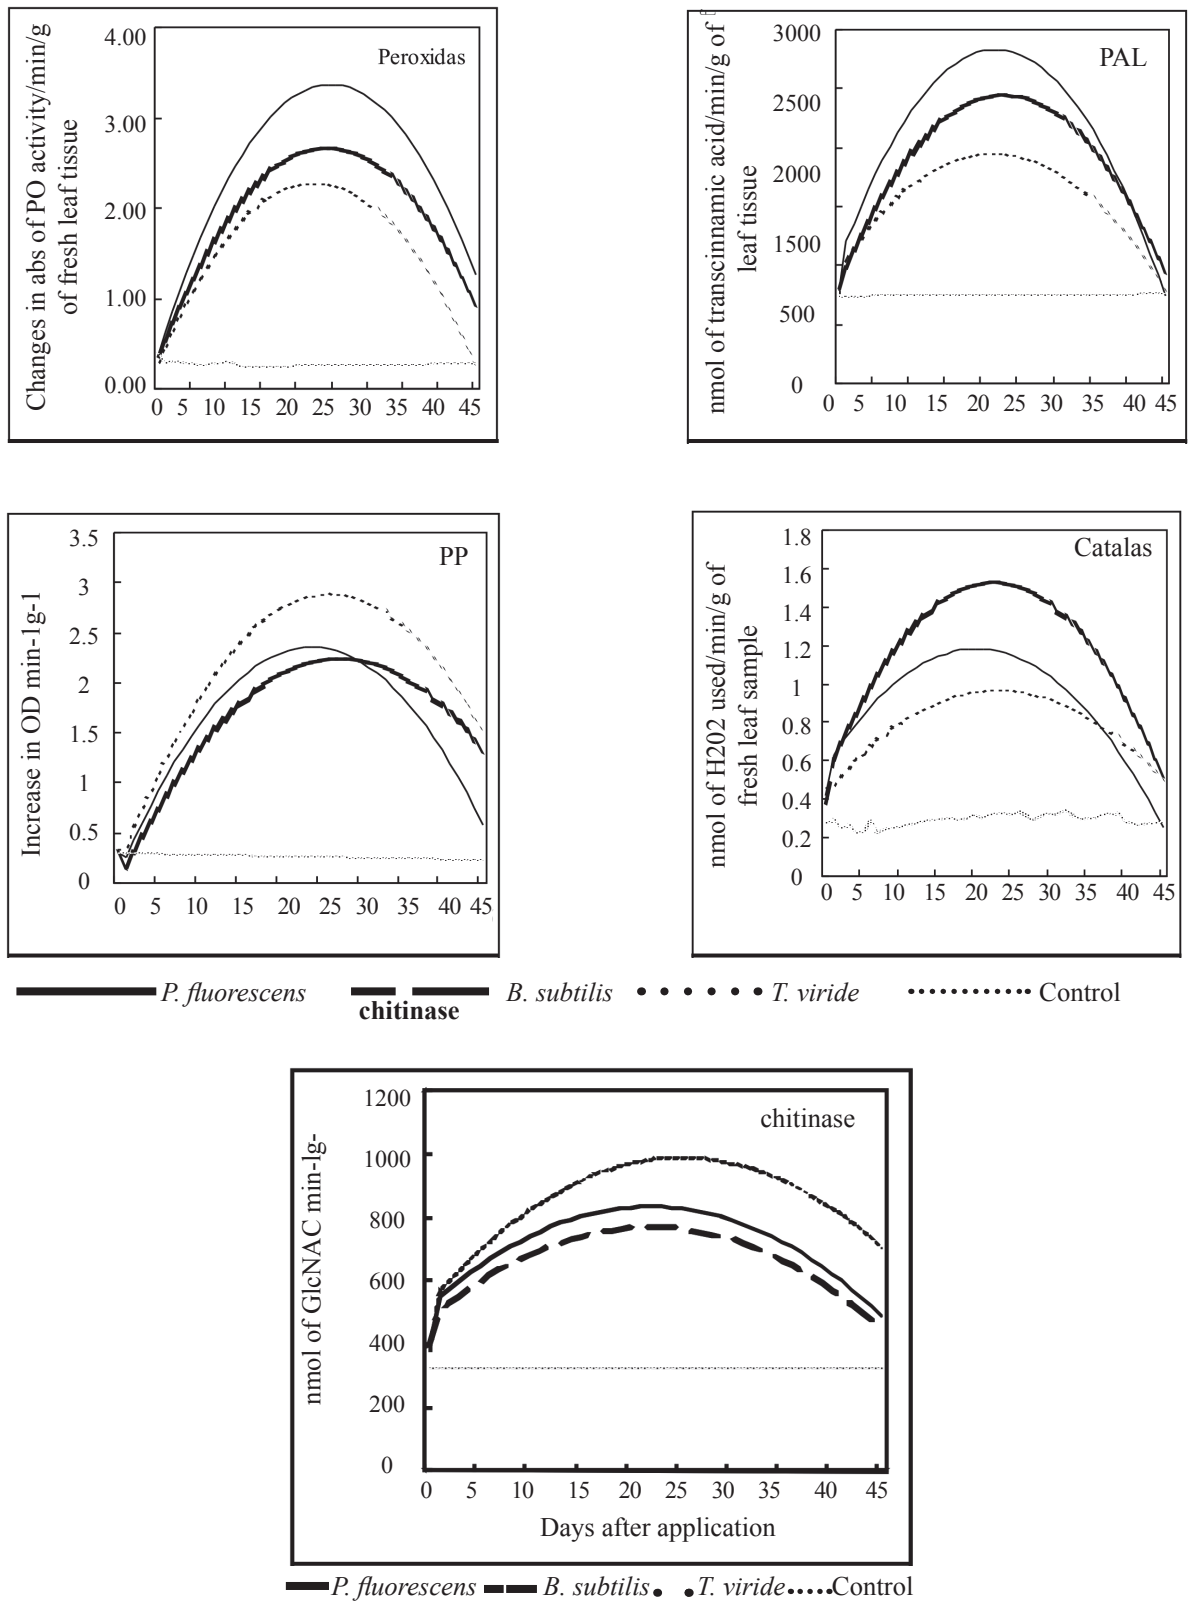 Changes in abs of PO activity/min/g
of fresh leaf tissue
4.00
3.00
2.00
1.00
0.00
Peroxidas
0 5 10 15 20 25 30 35 40 45
nmol of transcinnamic acid/min/g of
leaf tissue
3000
2500
2000
1500
500
0
PAL
0 5 10 15 20 25 30 40 45
Increase in OD min-1g-1
3.5
3
2.5
2
1.5
1
0.5
0
PP
0 5 10 15 20 25 30 35 40 45
nmol of H202 used/min/g of
fresh leaf sample
1.8
1.6
1.4
1.2
1
0.8
0.6
0.4
0.2
0
Catalas
0 5 10 15 20 25 30 35 40 45
P. fluorescens B. subtilis T. viride Control
chitinase
nmol of GlcNAC min-lg-
1200
1000
800
600
400
200
0
chitinase
0 5 10 15 20 25 30 35 40 45
Days after application
P. fluorescens B. subtilis T. viride Control